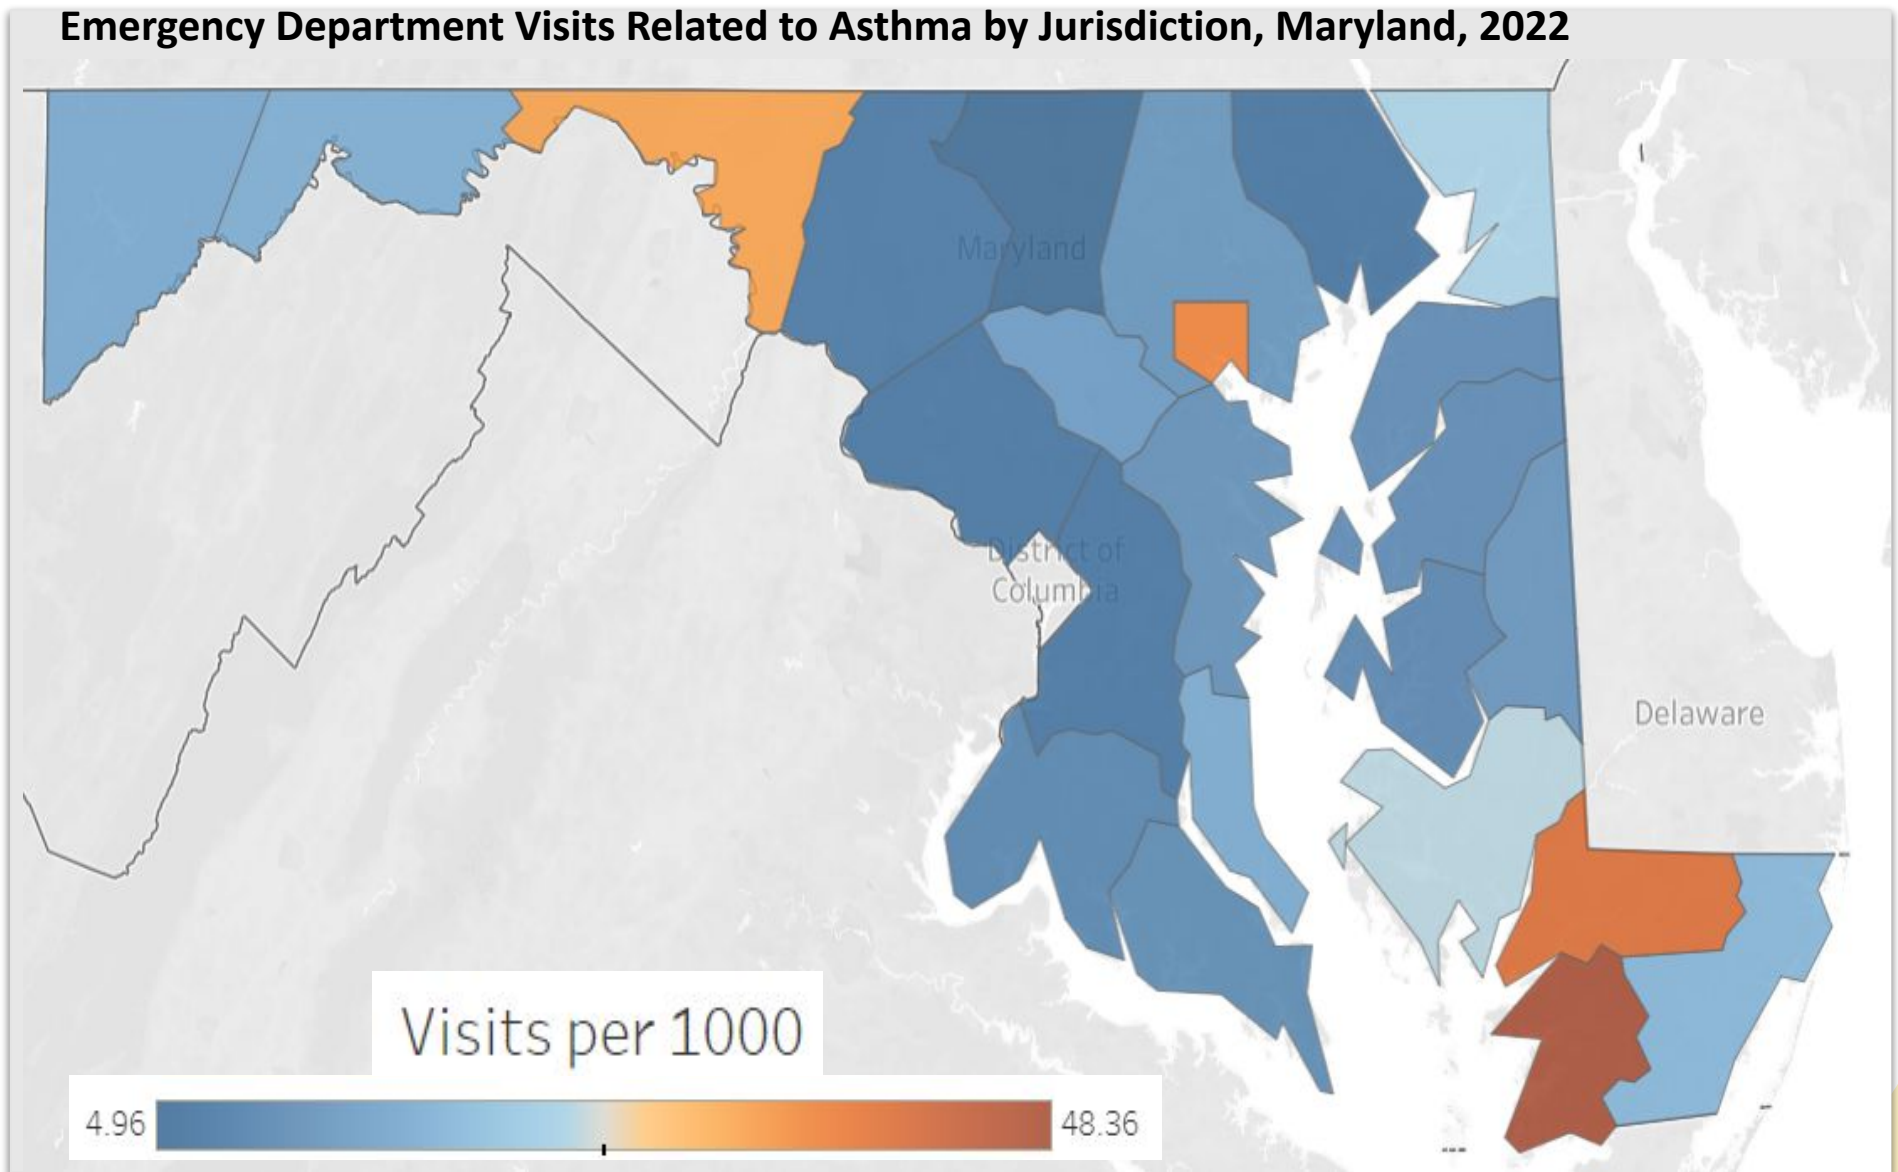 Emergency Department Visits Related to Asthma by Jurisdiction, Maryland, 2022
Maryland
District of
Columbia
Delaware
Visits per 1000
4.96
48.36